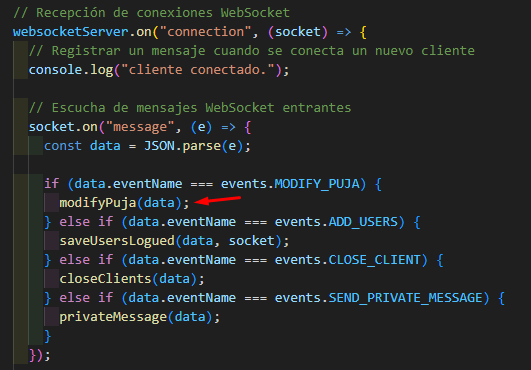 // Recepción de conexiones WebSocket
websocketServer.on("connection", (socket) => {
// Registrar un mensaje cuando se conecta un nuevo cliente
console.log("cliente conectado.");
// Escucha de mensajes WebSocket entrantes
socket.on("message", (e) => {
const data = JSON.parse(e);
if (data.eventName === events.MODIFY_PUJA) {
modifyPuja(data);
} else if (data.eventName === events.ADD_USERS) {
saveUsersLogued(data, socket);
} else if (data.eventName === events.CLOSE_CLIENT) {
closeClients(data);
} else if (data.eventName === events.SEND_PRIVATE_MESSAGE) {
privateMessage(data);
}
});